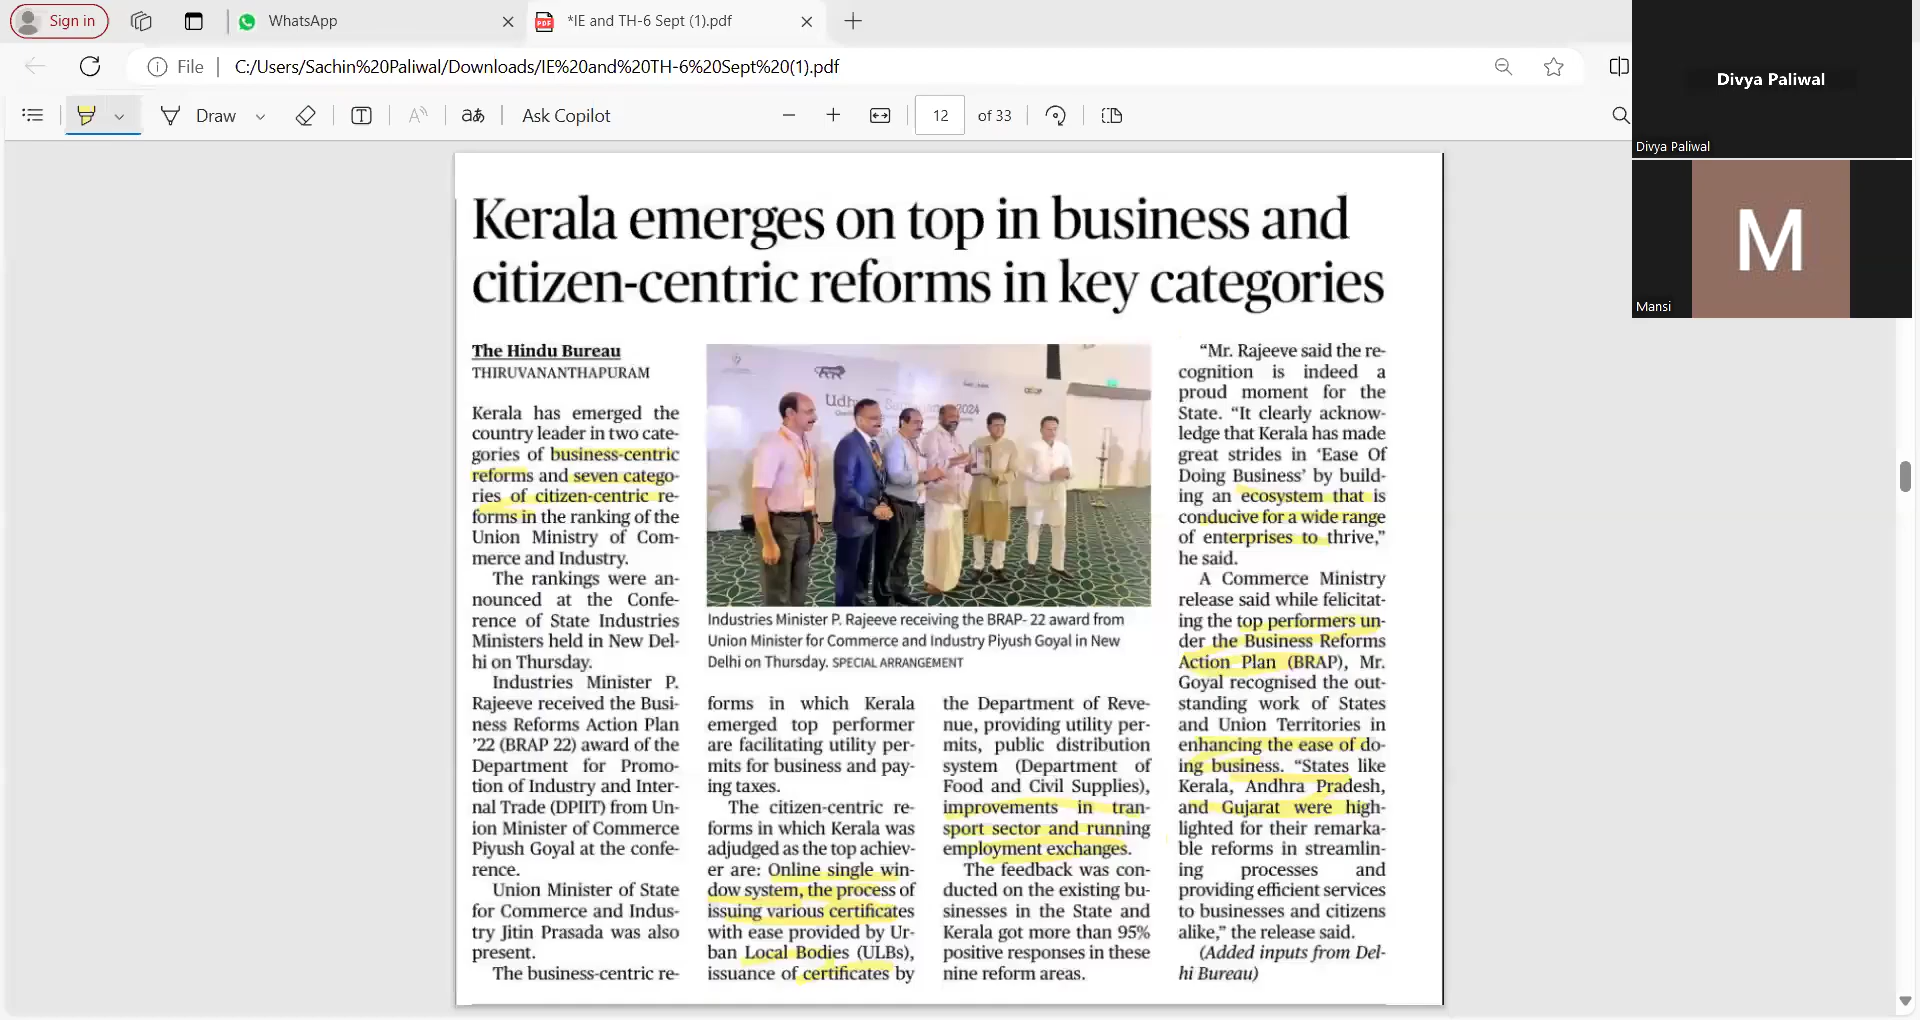 Sign in
WhatsApp
*IE and TH-6 Sept (1).pdf
File
C:/Users/Sachin%20Paliwal/Downloads/IE%20and%20TH-6%20Sept%20(1).pdf
Draw
aあ
Ask Copilot
12 of 33
Divya Paliwal
Divya Paliwal
M
Mansi
Kerala emerges on top in business and
citizen-centric reforms in key categories
The Hindu Bureau
THIRUVANANTHAPURAM
Kerala has emerged the
country leader in two cate-
gories of business-centric
reforms and seven catego-
ries of citizen-centric re-
forms in the ranking of the
Union Ministry of Com-
merce and Industry.
The rankings were an-
nounced at the Confe-
rence of State Industries
Ministers held in New Del-
hi on Thursday.
Industries Minister P.
Rajeeve received the Busi-
ness Reforms Action Plan
’22 (BRAP 22) award of the
Department for Promo-
tion of Industry and Inter-
nal Trade (DPIIT) from Un-
ion Minister of Commerce
Piyush Goyal at the confe-
rence.
Union Minister of State
for Commerce and Indus-
try Jitin Prasada was also
present.
The business-centric re-
2024
Industries Minister P. Rajeeve receiving the BRAP- 22 award from
Union Minister for Commerce and Industry Piyush Goyal in New
Delhi on Thursday. SPECIAL ARRANGEMENT
forms in which Kerala
emerged top performer
are facilitating utility per-
mits for business and pay-
ing taxes.
The citizen-centric re-
forms in which Kerala was
adjudged as the top achiev-
er are: Online single win-
dow system, the process of
issuing various certificates
with ease provided by Ur-
ban Local Bodies (ULBs),
issuance of certificates by
the Department of Reve-
nue, providing utility per-
mits, public distribution
system (Department of
Food and Civil Supplies),
improvements in tran-
sport sector and running
employment exchanges.
The feedback was con-
ducted on the existing bu-
sinesses in the State and
Kerala got more than 95%
positive responses in these
nine reform areas.
“Mr. Rajeeve said the re-
cognition is indeed a
proud moment for the
State. “It clearly acknow-
ledge that Kerala has made
great strides in ‘Ease Of
Doing Business’ by build-
ing an ecosystem that is
conducive for a wide range
of enterprises to thrive,”
he said.
A Commerce Ministry
release said while felicitat-
ing the top performers un-
der the Business Reforms
Action Plan (BRAP), Mr.
Goyal recognised the out-
standing work of States
and Union Territories in
enhancing the ease of do-
ing business. “States like
Kerala, Andhra Pradesh,
and Gujarat were high-
lighted for their remarka-
ble reforms in streamlin-
ing processes and
providing efficient services
to businesses and citizens
alike,” the release said.
(Added inputs from Del-
hi Bureau)